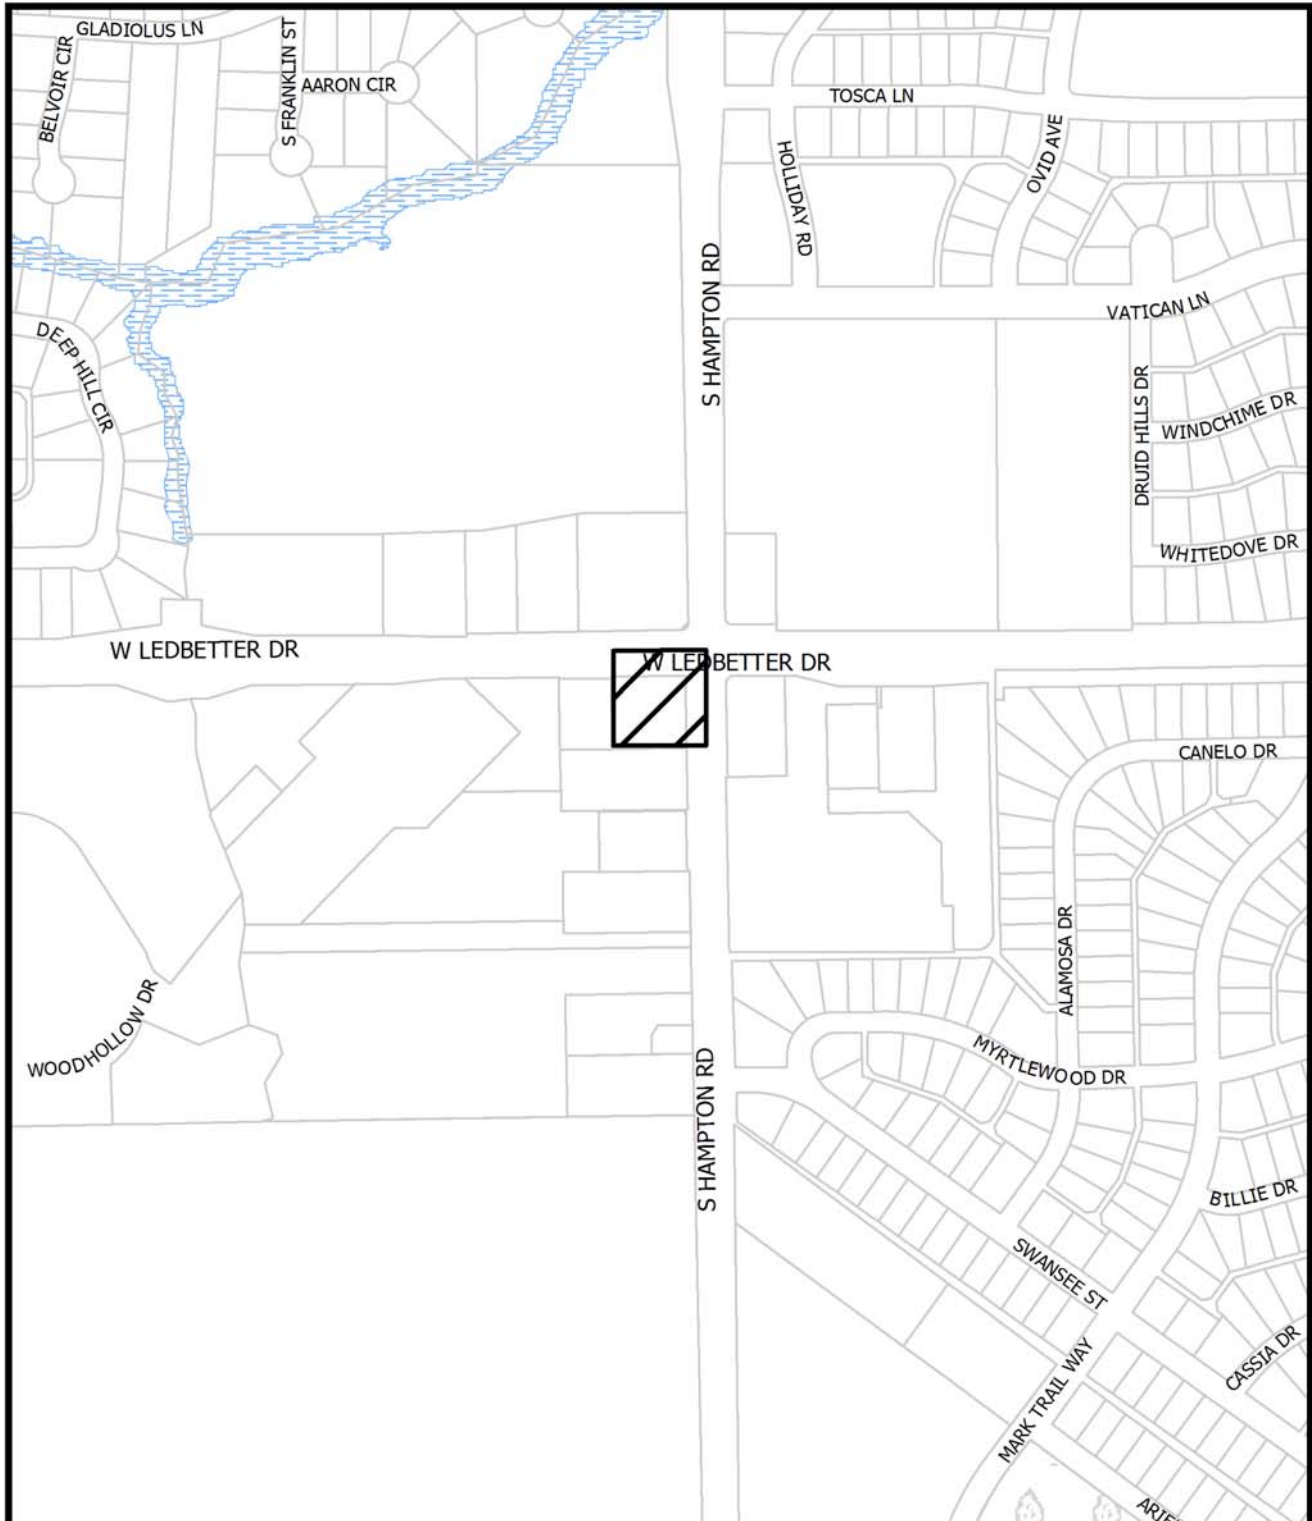 GLADIOLUS LN
BELVOIR CIR
S FRANKLIN ST
AARON CIR
TOSCA LN
HOLLIDAY RD
OVID AVE
S HAMPTON RD
VATICAN LN
DEEP HILL CIR
DRUID HILLS DR
WINDCHIME DR
WHITEDOVE DR
W LEDBETTER DR
W LEDBETTER DR
CANELO DR
ALAMOSA DR
WOODHOLLOW DR
MYRTLEWOOD DR
S HAMPTON RD
BILLIE DR
SWANSEE ST
CASSIA DR
MARK TRAIL WAY